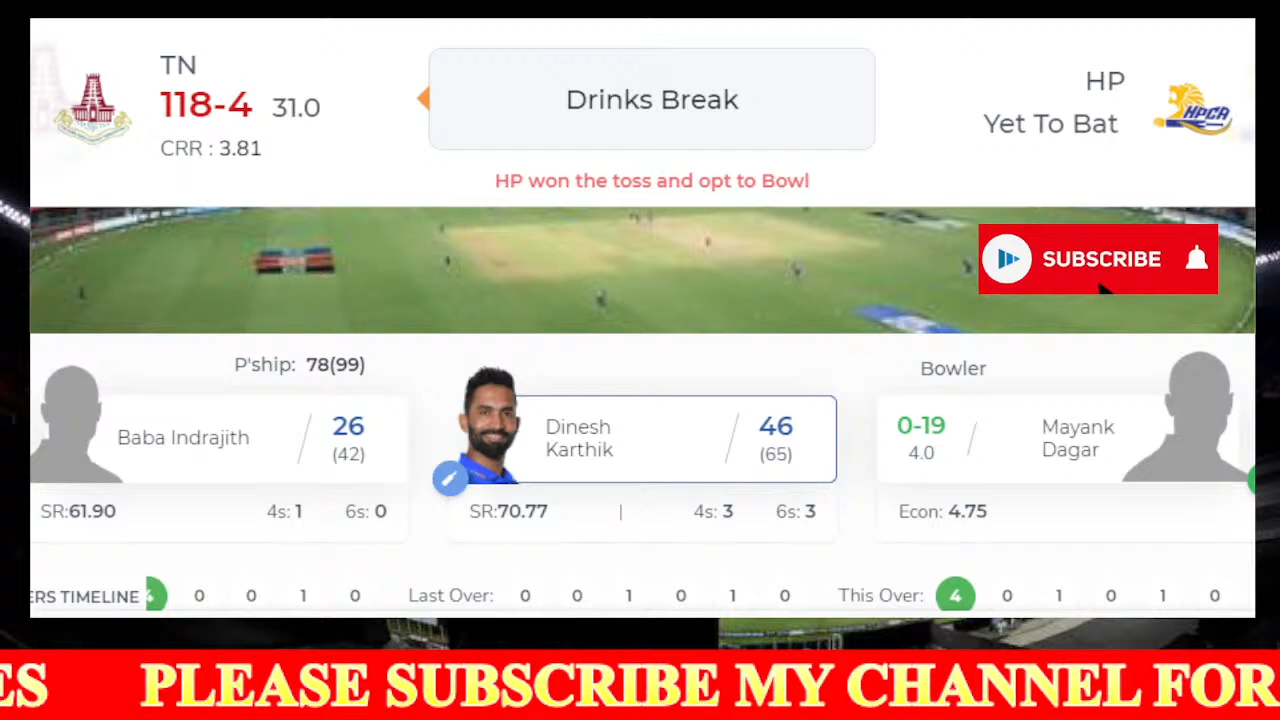 TN
118-4 31.0
CRR : 3.81
Drinks Break
HP
Yet To Bat
HPCA
HP won the toss and opt to Bowl
SUBSCRIBE
P'ship: 78(99)
Bowler
Baba Indrajith 26 (42)
SR:61.90 4s: 1 6s: 0
Dinesh Karthik 46 (65)
SR:70.77 | 4s: 3 6s: 3
0-19 4.0 Mayank Dagar
Econ: 4.75
ERS TIMELINE 4 0 0 1 0 Last Over: 0 0 1 0 1 0 This Over: 4 0 1 0 1 0
ES PLEASE SUBSCRIBE MY CHANNEL FOR